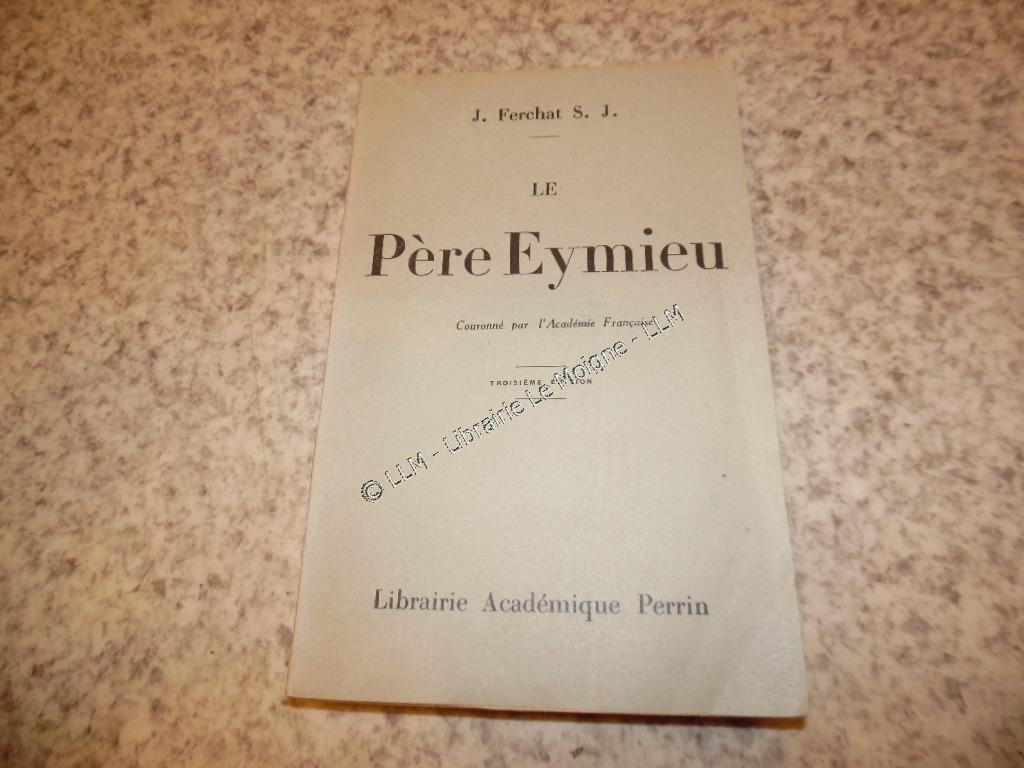 J. Ferchat S. J.
LE
Père Eymieu
Couronné par l'Académie Française
TROISIÈME ÉDITION
© LLM - Librairie Le Moigne - LLM
Librairie Académique Perrin